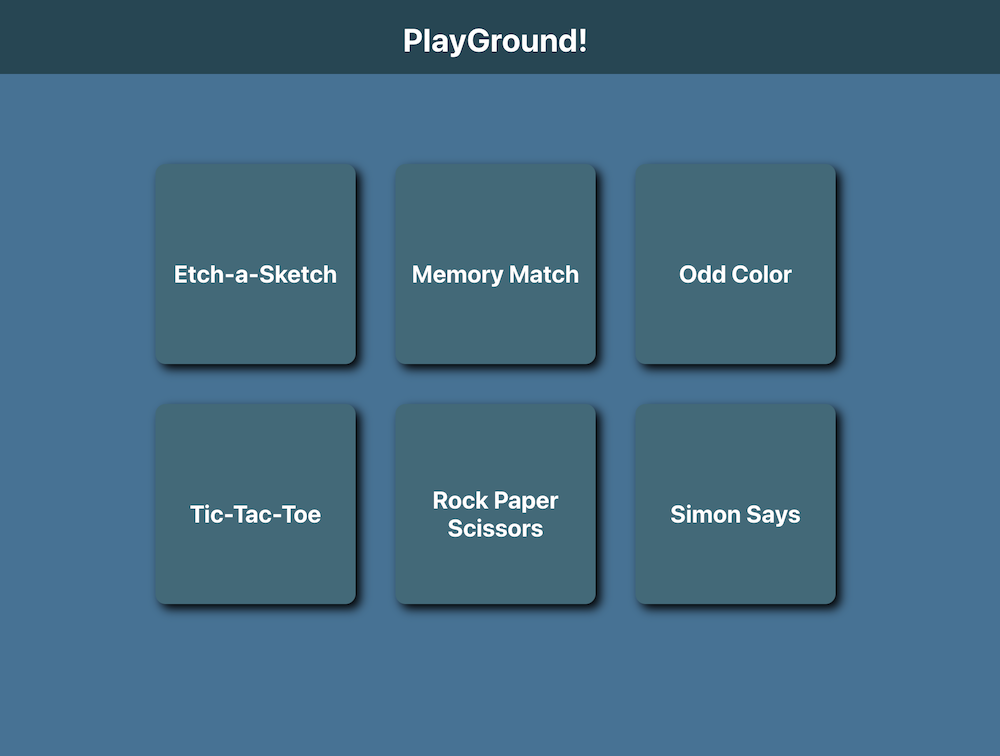 PlayGround!
Etch-a-Sketch
Memory Match
Odd Color
Tic-Tac-Toe
Rock Paper
Scissors
Simon Says